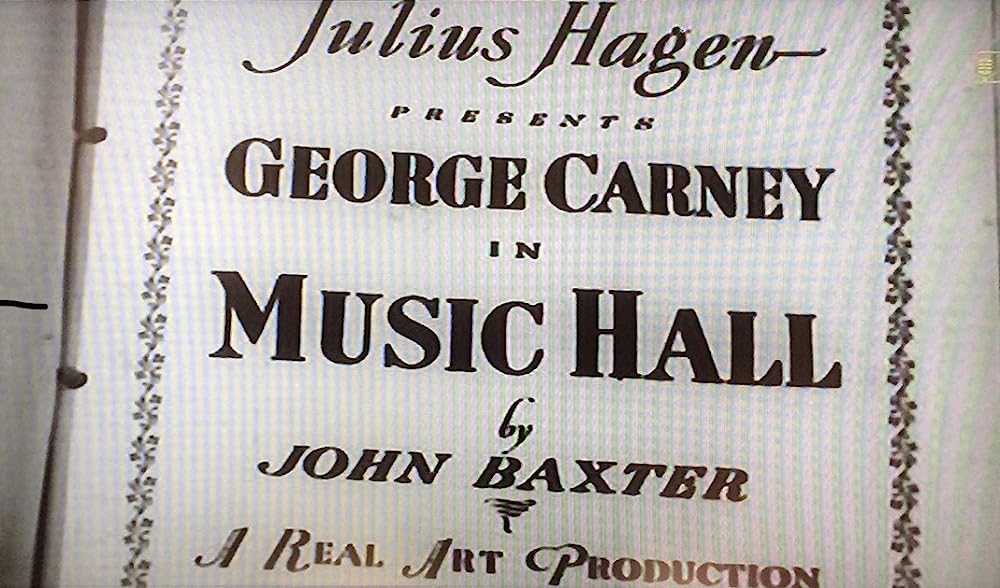 Julius Hagen
PRESENTS
GEORGE CARNEY
IN
MUSIC HALL
by
JOHN BAXTER
A REAL ART PRODUCTION